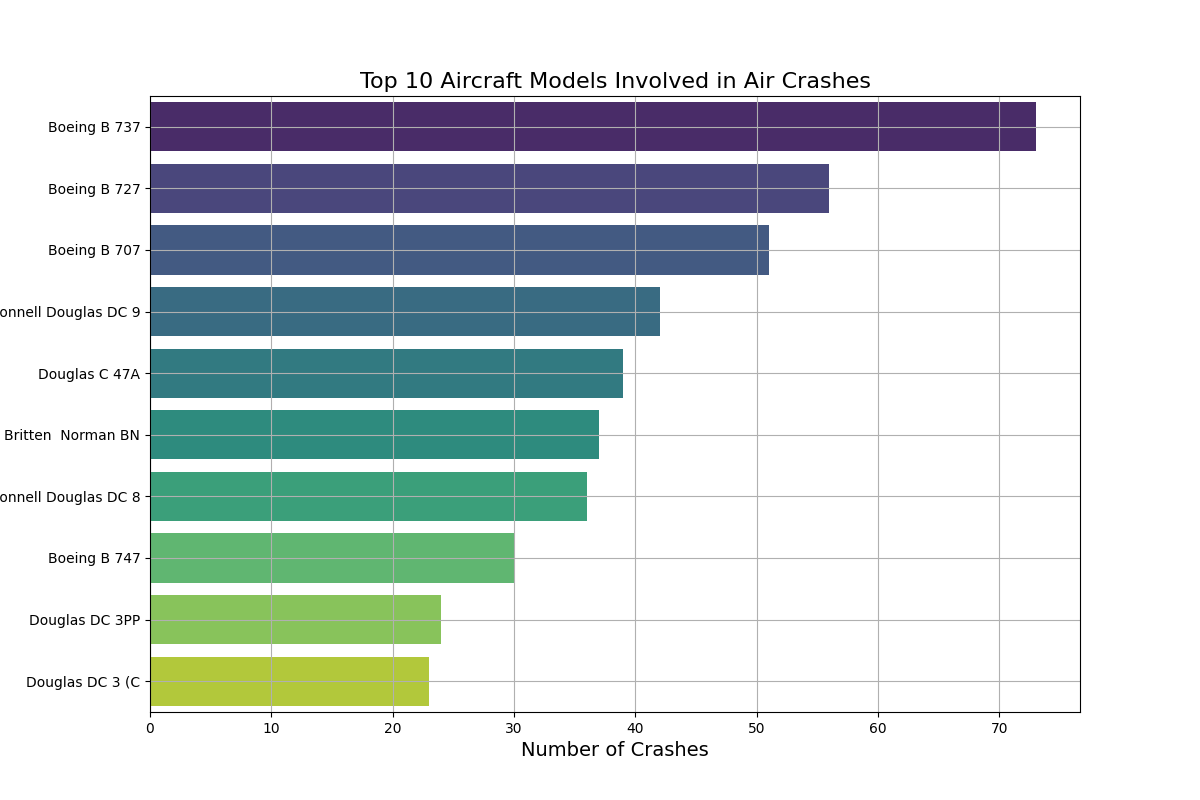 Top 10 Aircraft Models Involved in Air Crashes
Boeing B 737
Boeing B 727
Boeing B 707
onnell Douglas DC 9
Douglas C 47A
Britten  Norman BN
onnell Douglas DC 8
Boeing B 747
Douglas DC 3PP
Douglas DC 3 (C
0 10 20 30 40 50 60 70
Number of Crashes